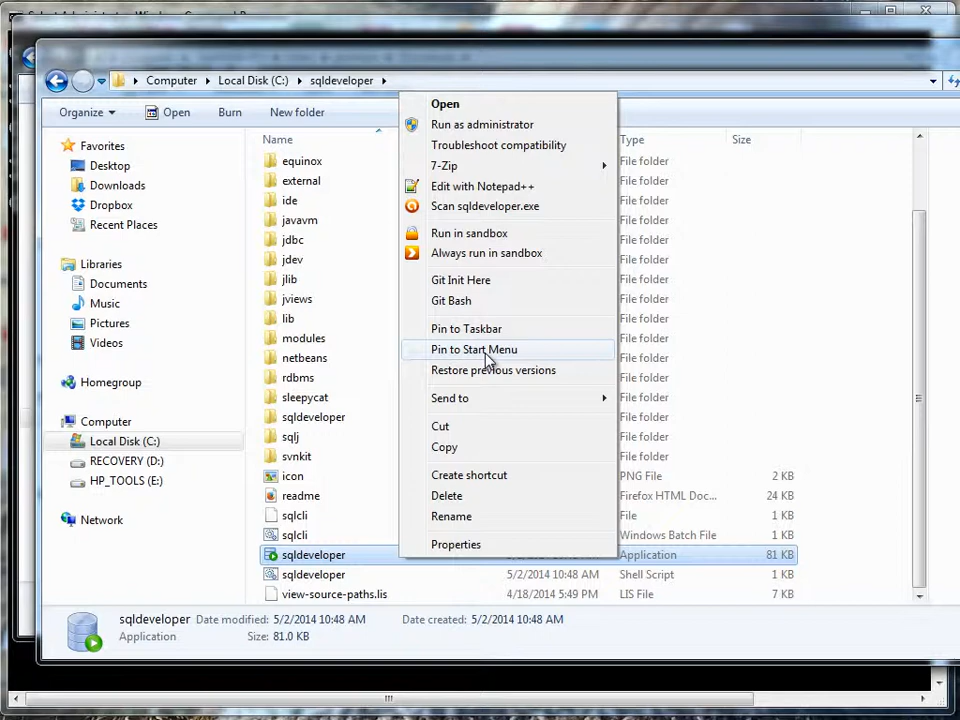 Computer Local Disk (C:) sqldeveloper
Organize Open Burn New folder
Favorites
Desktop
Downloads
Dropbox
Recent Places
Libraries
Documents
Music
Pictures
Videos
Homegroup
Computer
Local Disk (C:)
RECOVERY (D:)
HP_TOOLS (E:)
Network
Name Type Size
equinox File folder
external File folder
ide File folder
javavm File folder
jdbc File folder
jdev File folder
jlib File folder
jviews File folder
lib File folder
modules File folder
netbeans File folder
rdbms File folder
sleepycat File folder
sqldeveloper File folder
sqlj File folder
svnkit File folder
icon PNG File 2 KB
readme Firefox HTML Doc... 24 KB
sqlcli File 1 KB
sqlcli Windows Batch File 1 KB
sqldeveloper Application 81 KB
sqldeveloper 5/2/2014 10:48 AM Shell Script 1 KB
view-source-paths.lis 4/18/2014 5:49 PM LIS File 7 KB
Open
Run as administrator
Troubleshoot compatibility
7-Zip
Edit with Notepad++
Scan sqldeveloper.exe
Run in sandbox
Always run in sandbox
Git Init Here
Git Bash
Pin to Taskbar
Pin to Start Menu
Restore previous versions
Send to
Cut
Copy
Create shortcut
Delete
Rename
Properties
sqldeveloper Date modified: 5/2/2014 10:48 AM Date created: 5/2/2014 10:48 AM
Application Size: 81.0 KB